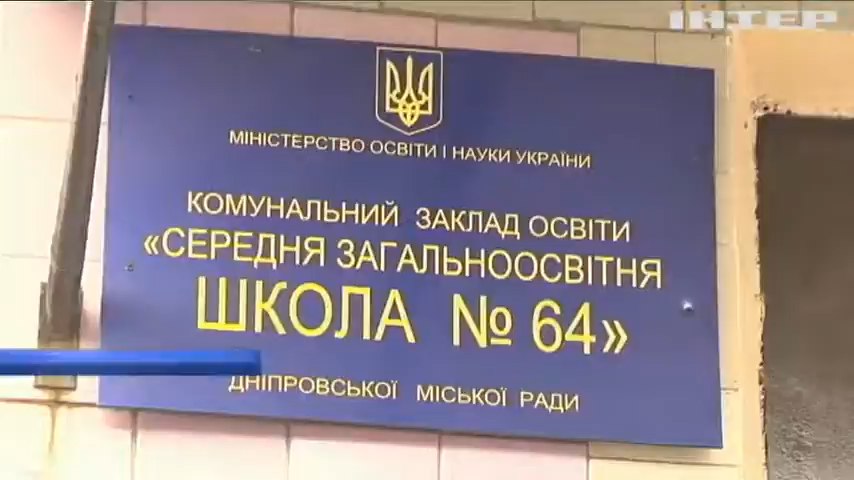 ІНТЕР
МІНІСТЕРСТВО ОСВІТИ І НАУКИ УКРАЇНИ
КОМУНАЛЬНИЙ ЗАКЛАД ОСВІТИ
«СЕРЕДНЯ ЗАГАЛЬНООСВІТНЯ
ШКОЛА № 64»
ДНІПРОВСЬКОЇ МІСЬКОЇ РАДИ